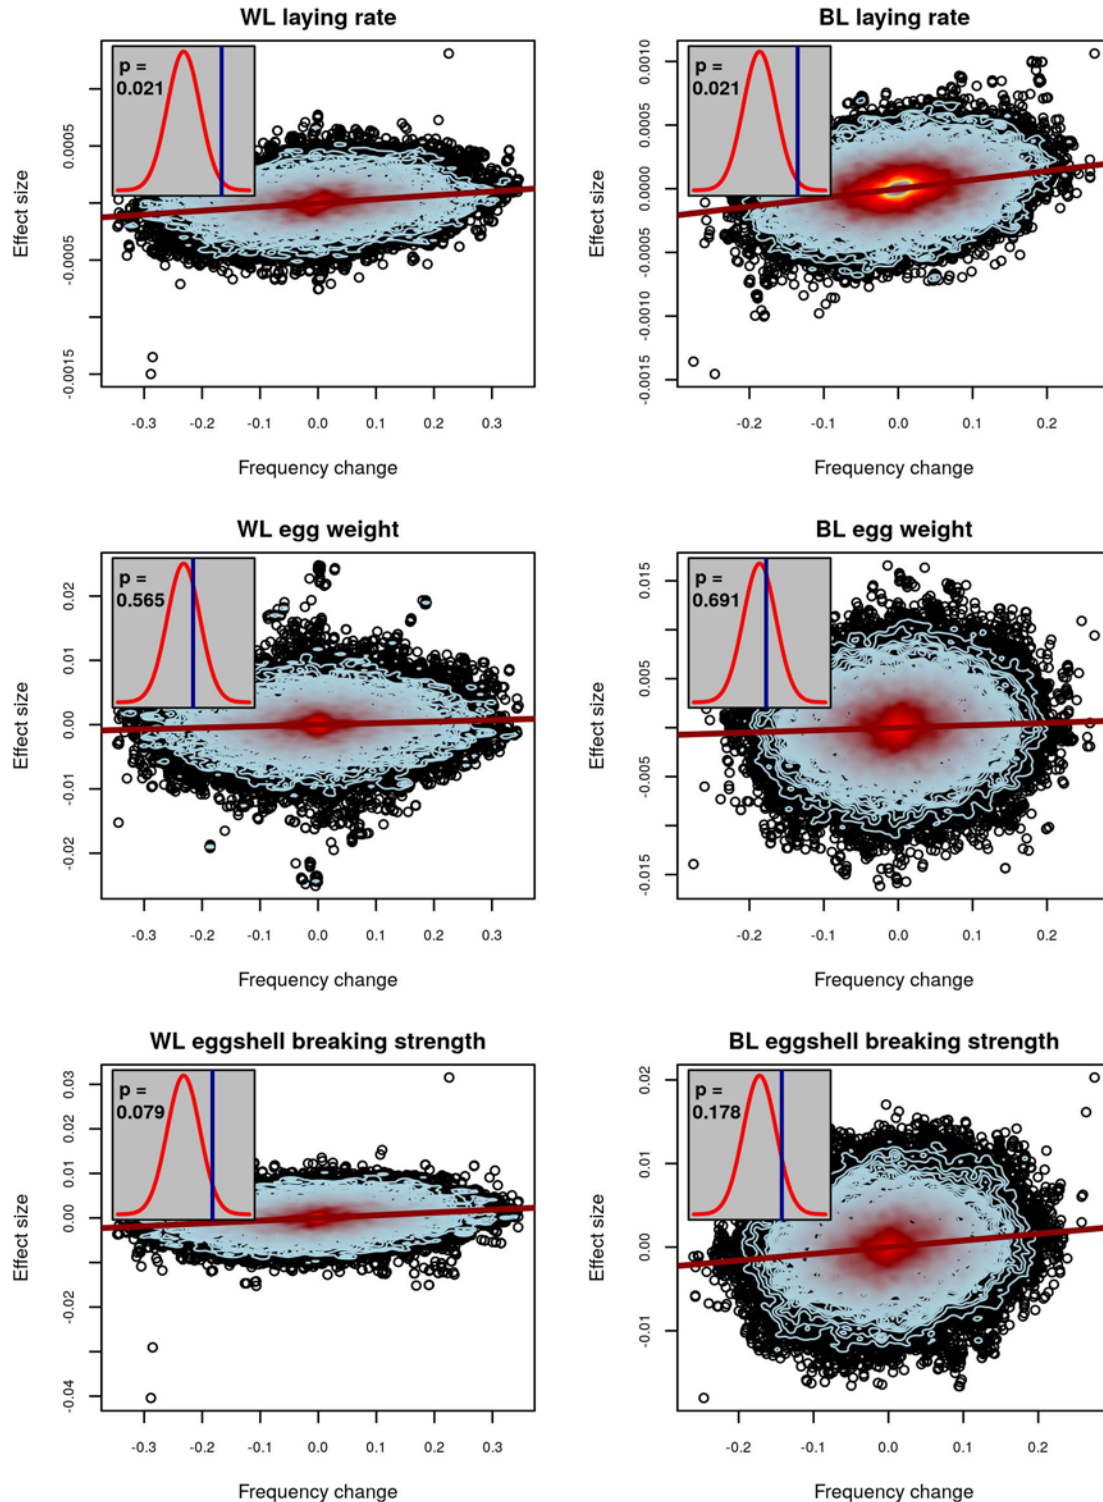 WL laying rate
p =
0.021
0.0005
-0.0005
-0.0015
Effect size
-0.3 -0.2 -0.1 0.0 0.1 0.2 0.3
Frequency change
BL laying rate
p =
0.021
0.0010
0.0005
0.0000
-0.0005
-0.0010
-0.0015
Effect size
-0.2 -0.1 0.0 0.1 0.2
Frequency change
WL egg weight
p =
0.565
0.02
0.01
0.00
-0.01
-0.02
Effect size
-0.3 -0.2 -0.1 0.0 0.1 0.2 0.3
Frequency change
BL egg weight
p =
0.691
0.015
0.005
-0.005
-0.015
Effect size
-0.2 -0.1 0.0 0.1 0.2
Frequency change
WL eggshell breaking strength
p =
0.079
0.03
0.02
0.01
0.00
-0.02
-0.04
Effect size
-0.3 -0.2 -0.1 0.0 0.1 0.2 0.3
Frequency change
BL eggshell breaking strength
p =
0.178
0.02
0.01
0.00
-0.01
Effect size
-0.2 -0.1 0.0 0.1 0.2
Frequency change